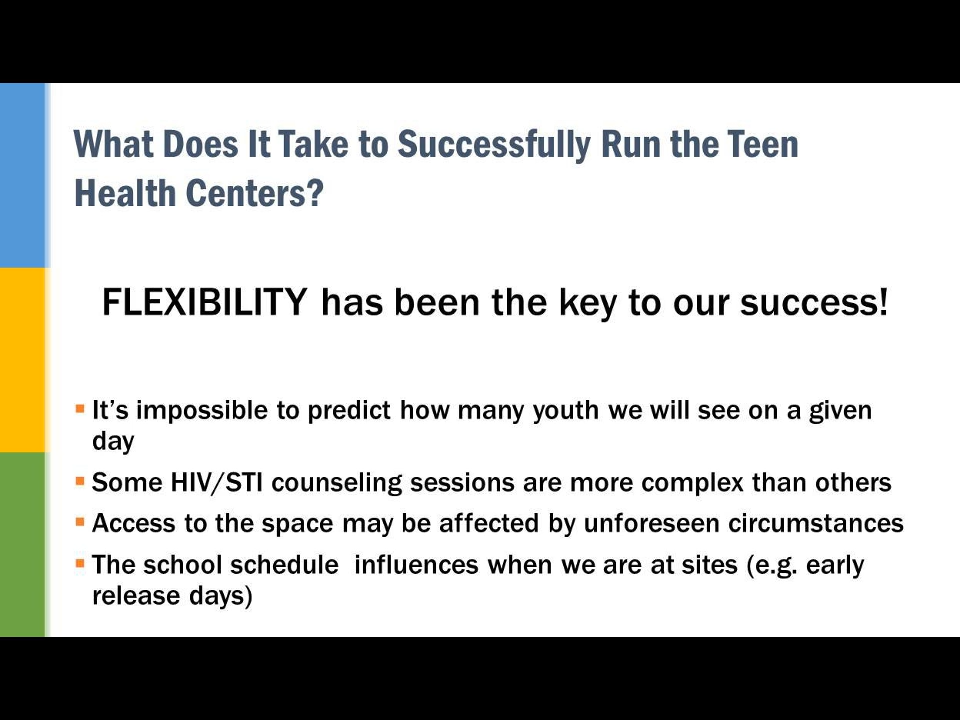 What Does It Take to Successfully Run the Teen
Health Centers?
FLEXIBILITY has been the key to our success!
▪ It’s impossible to predict how many youth we will see on a given
day
▪ Some HIV/STI counseling sessions are more complex than others
▪ Access to the space may be affected by unforeseen circumstances
▪ The school schedule  influences when we are at sites (e.g. early
release days)